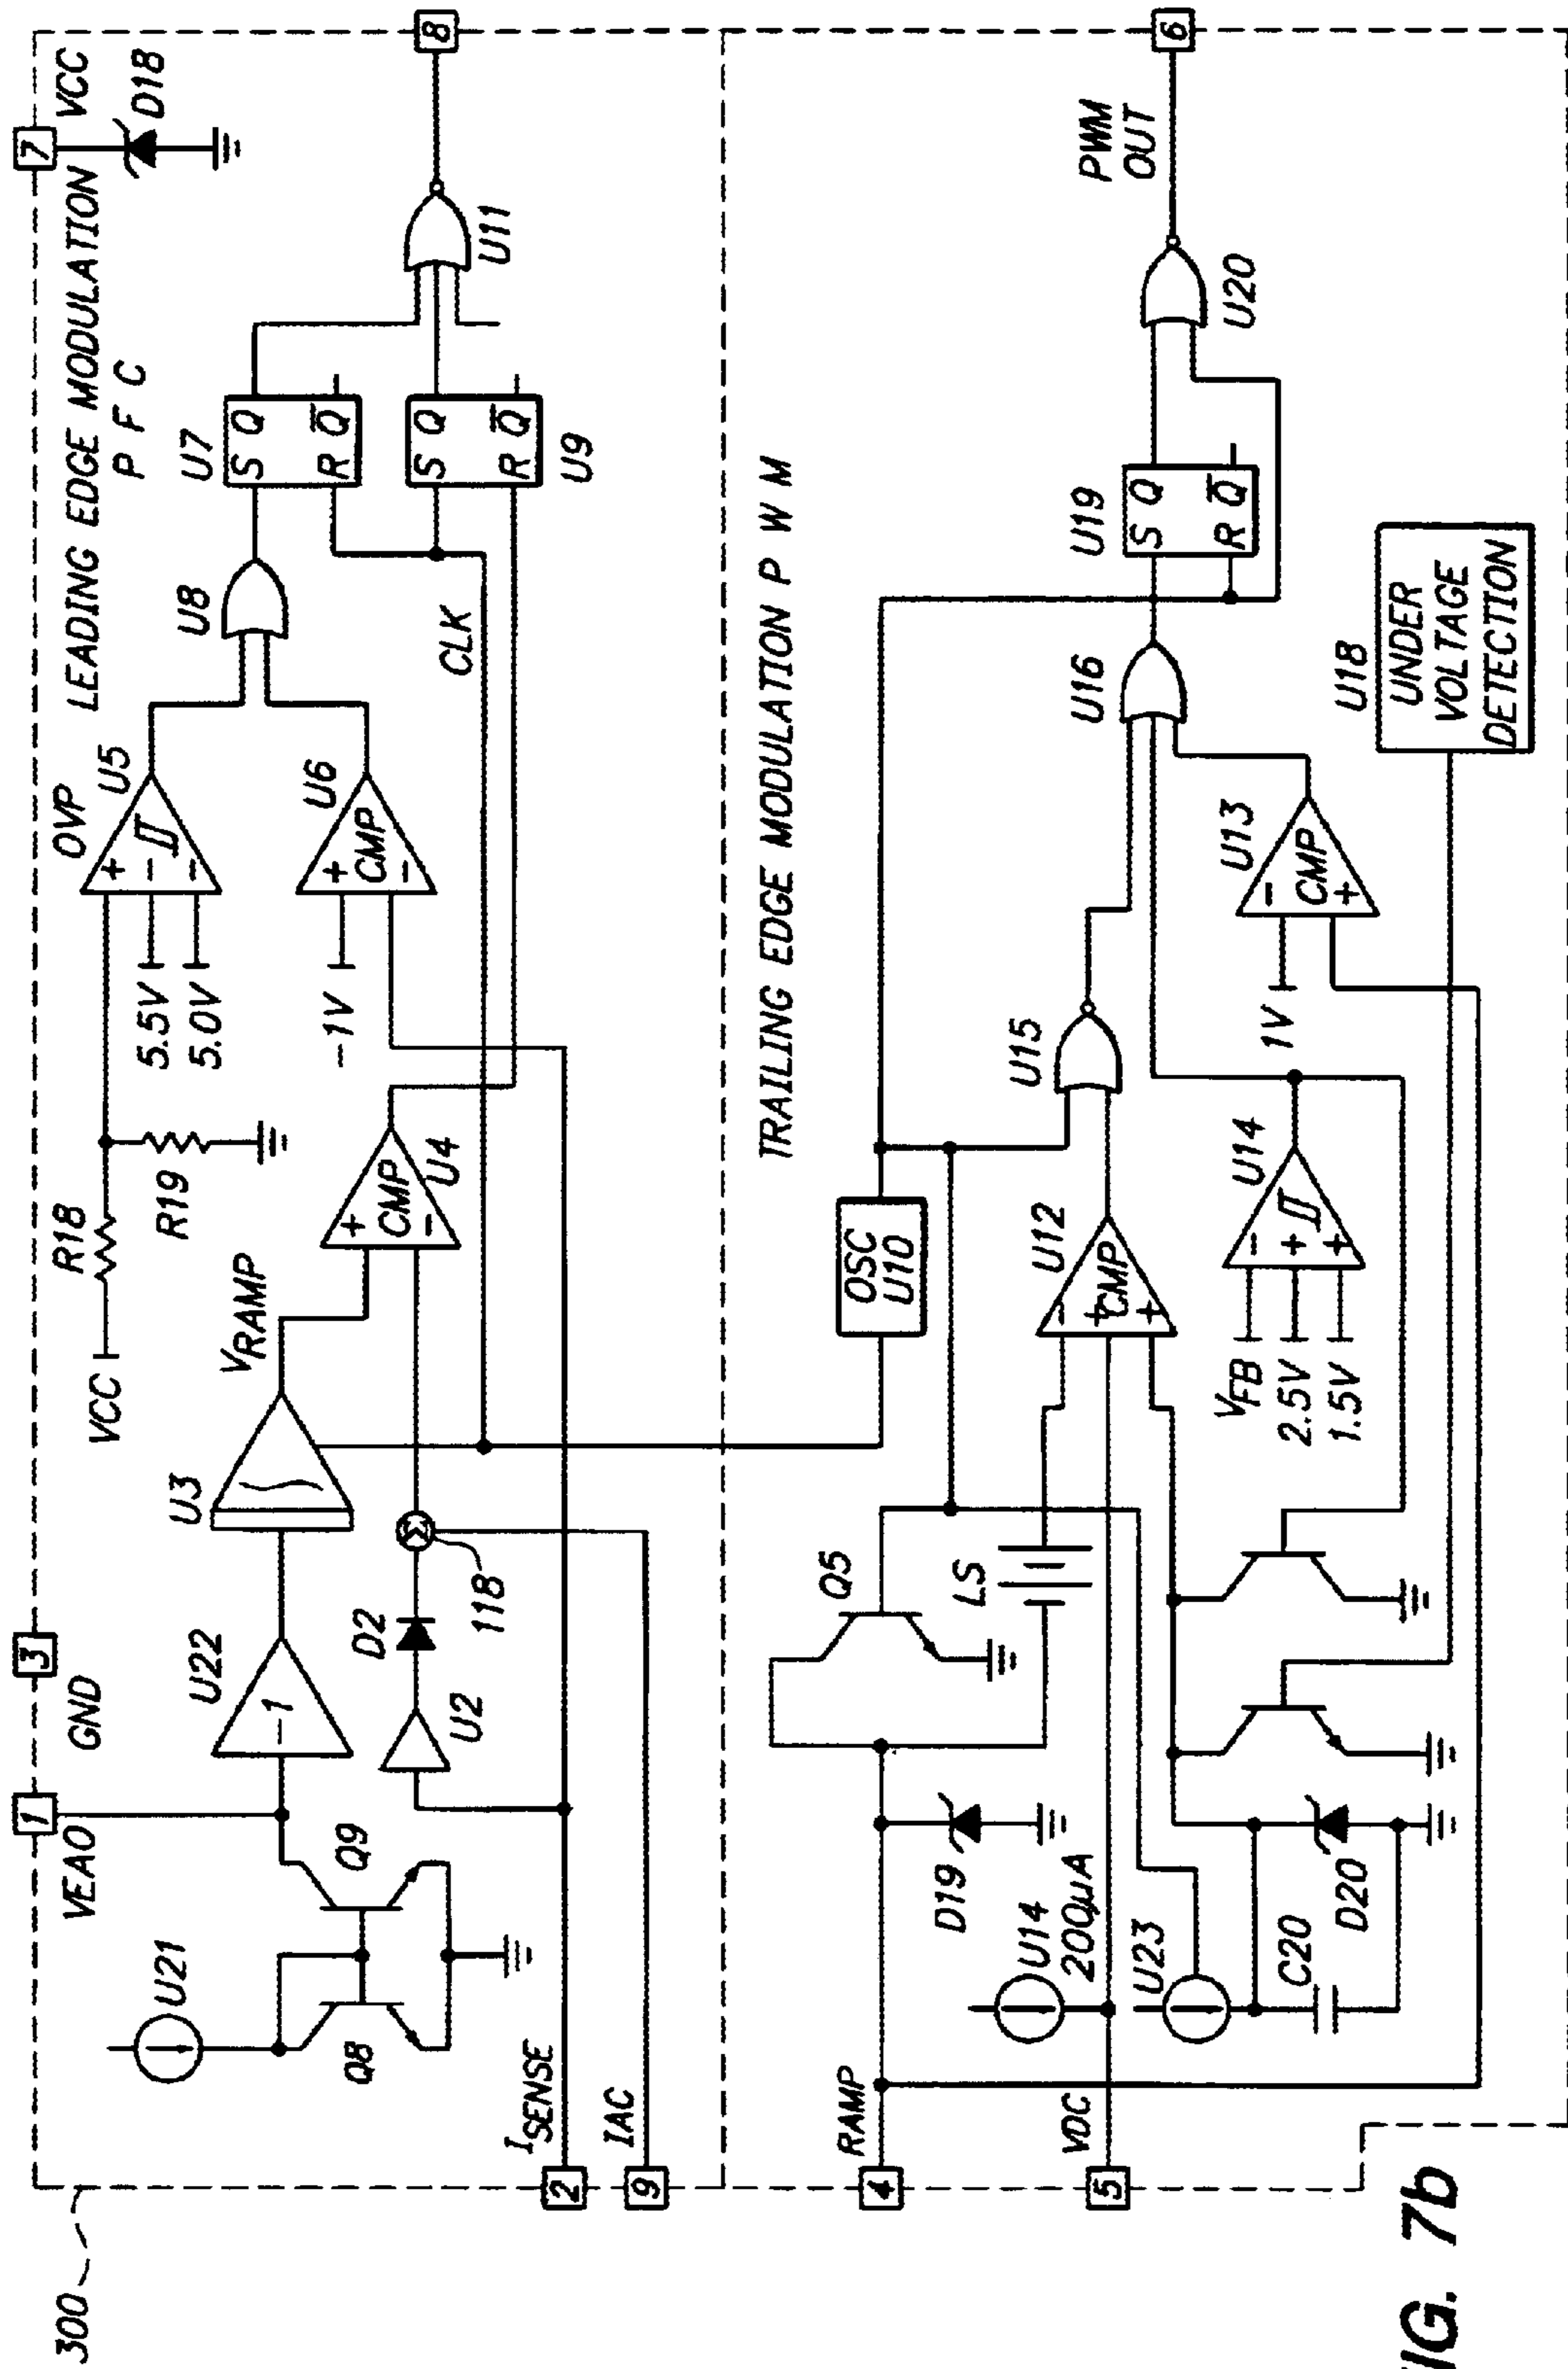 300
1
VEAO
3
GND
7
VCC
D18
LEADING EDGE MODULATION
P F C
U21
Q8
Q9
U22
-1
U3
VRAMP
VCC
R18
R19
OVP
+
-
-
U5
5.5V
5.0V
U6
+
CMP
-
-1V
U8
U7
S Q
R Q̅
S Q
R Q̅
U9
U11
8
CLK
U2
D2
118
Σ
+
CMP
-
U4
ISENSE
2
IAC
9
TRAILING EDGE MODULATION P W M
RAMP
4
VDC
5
D19
U14
200µA
U23
C20
D20
Q5
LS
OSC
U10
U12
-
+
CMP
+
VFB
2.5V
1.5V
-
+
+
U14
U15
1V
-
CMP
+
U13
U16
U18
UNDER
VOLTAGE
DETECTION
U19
S Q
R Q̅
U20
PWM
OUT
6
IG. 7b